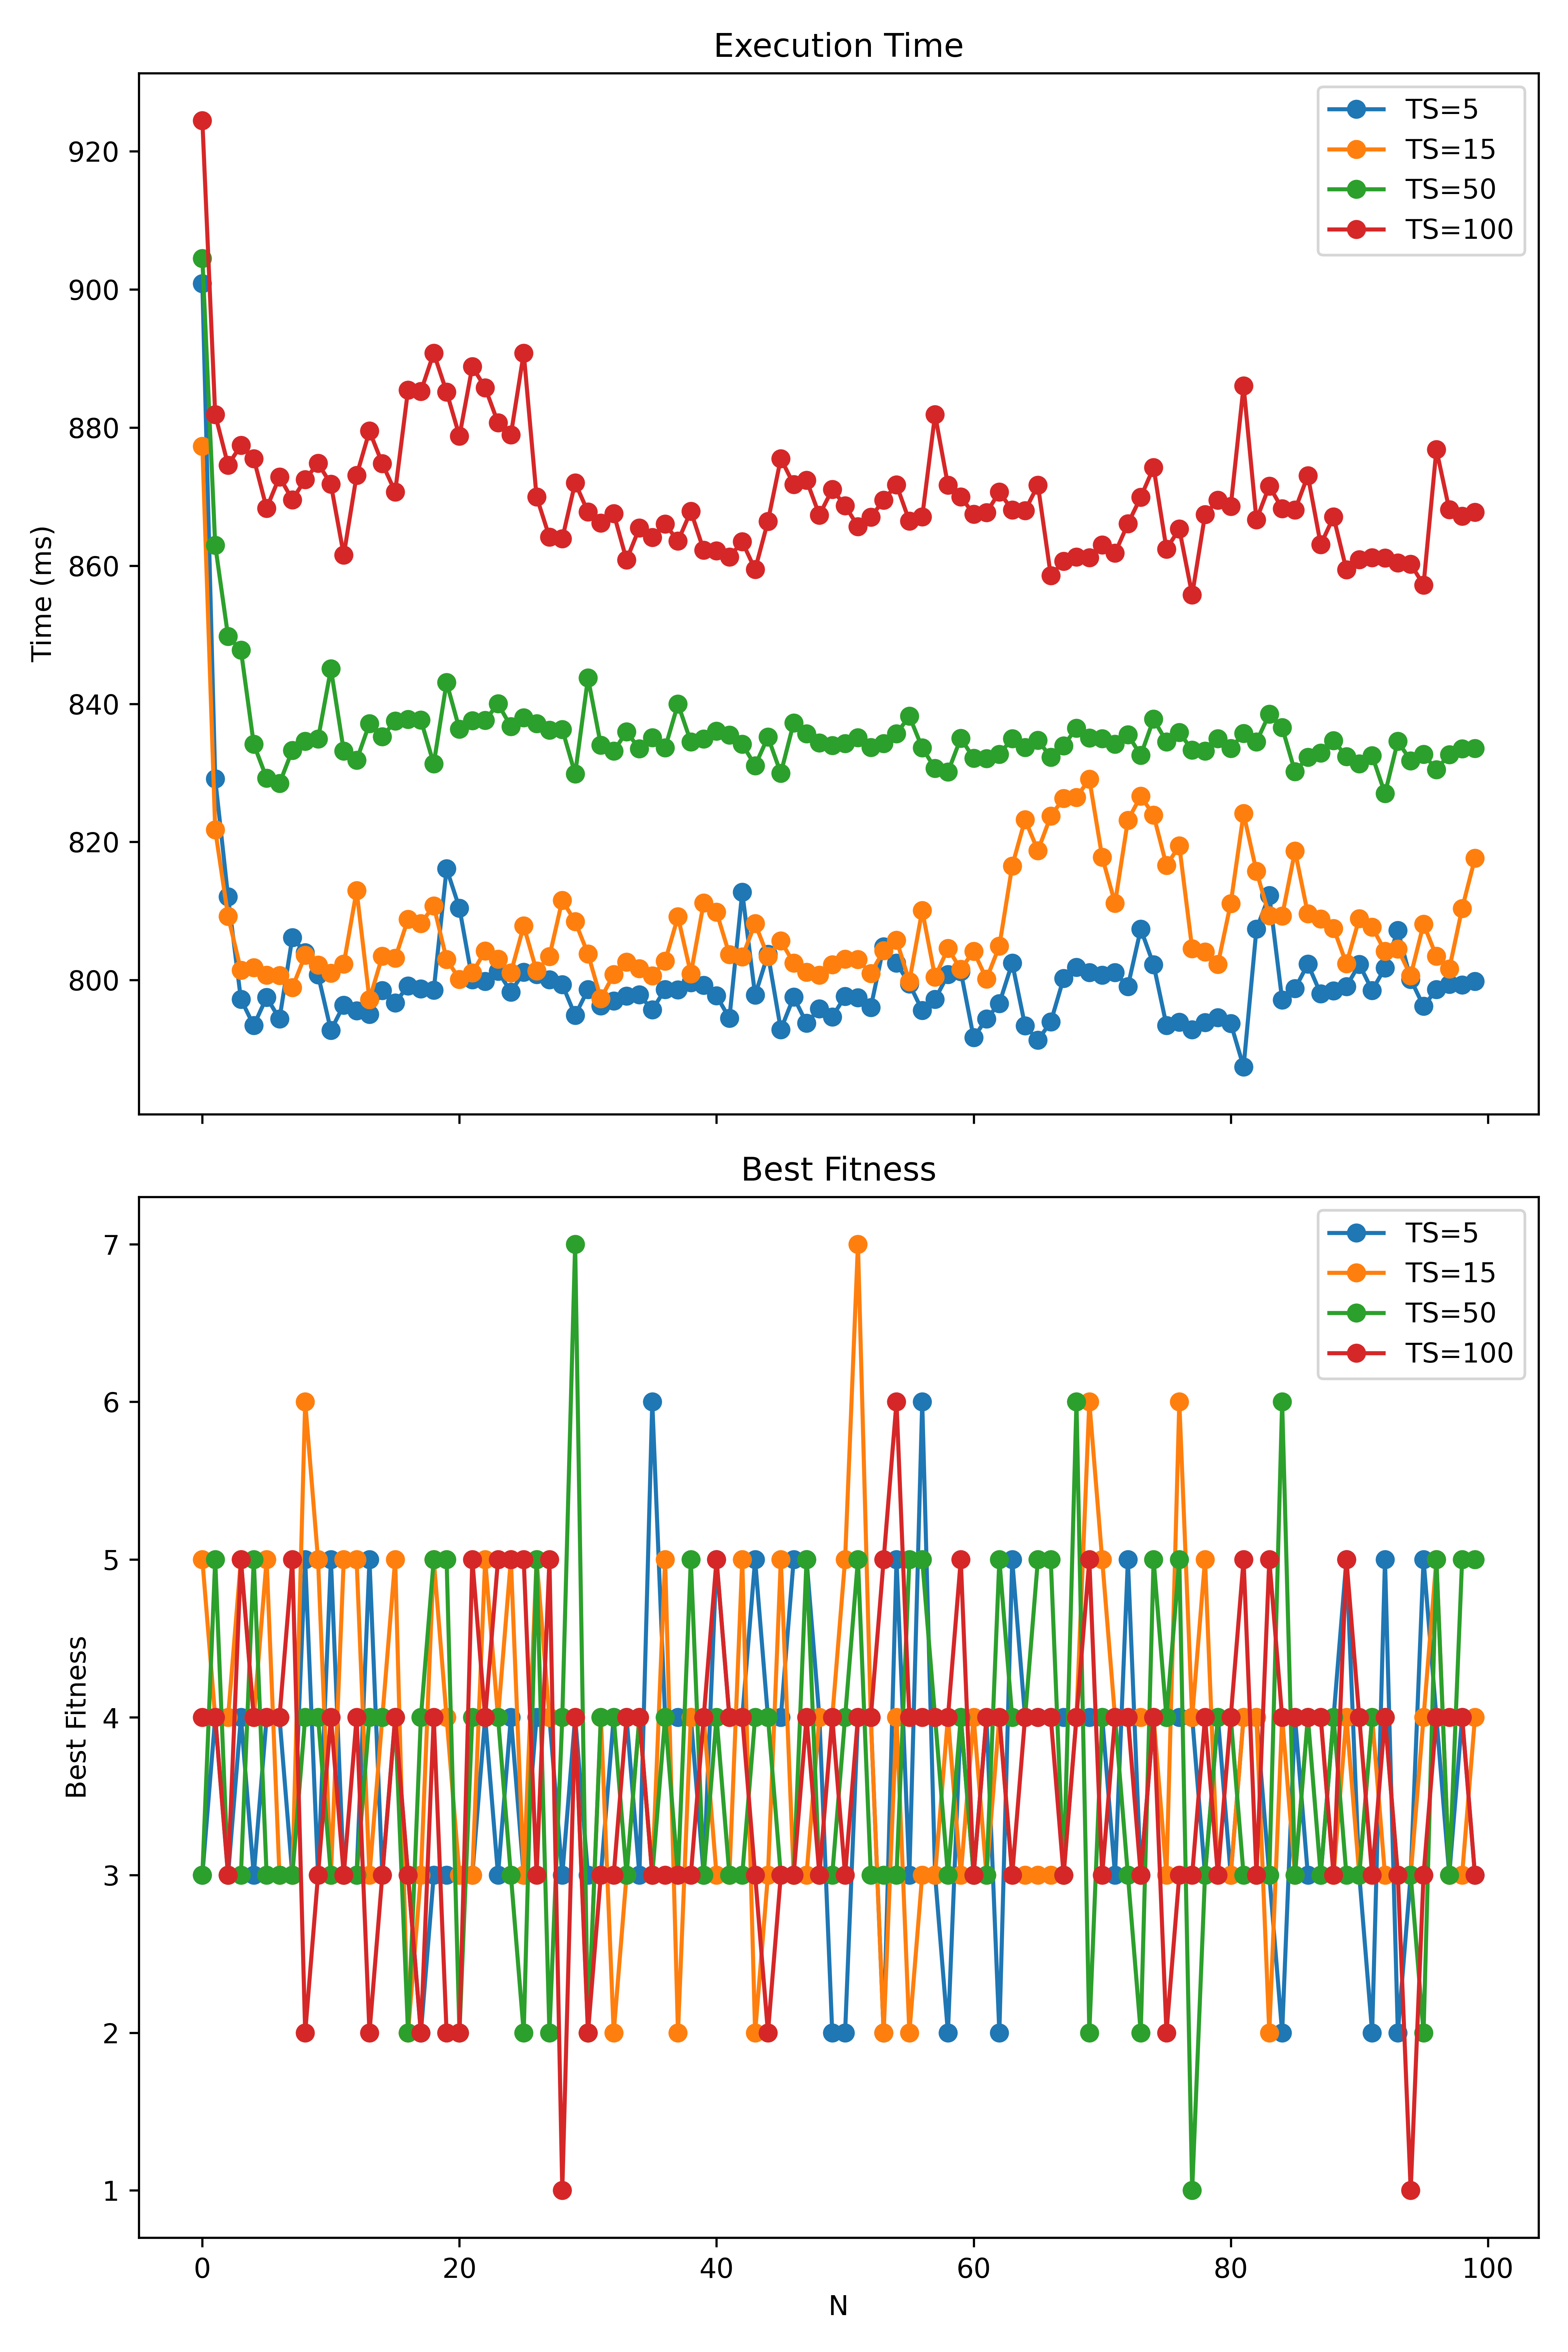 Execution Time
Time (ms)
920
900
880
860
840
820
800
TS=5
TS=15
TS=50
TS=100
Best Fitness
Best Fitness
7
6
5
4
3
2
1
TS=5
TS=15
TS=50
TS=100
0 20 40 60 80 100
N